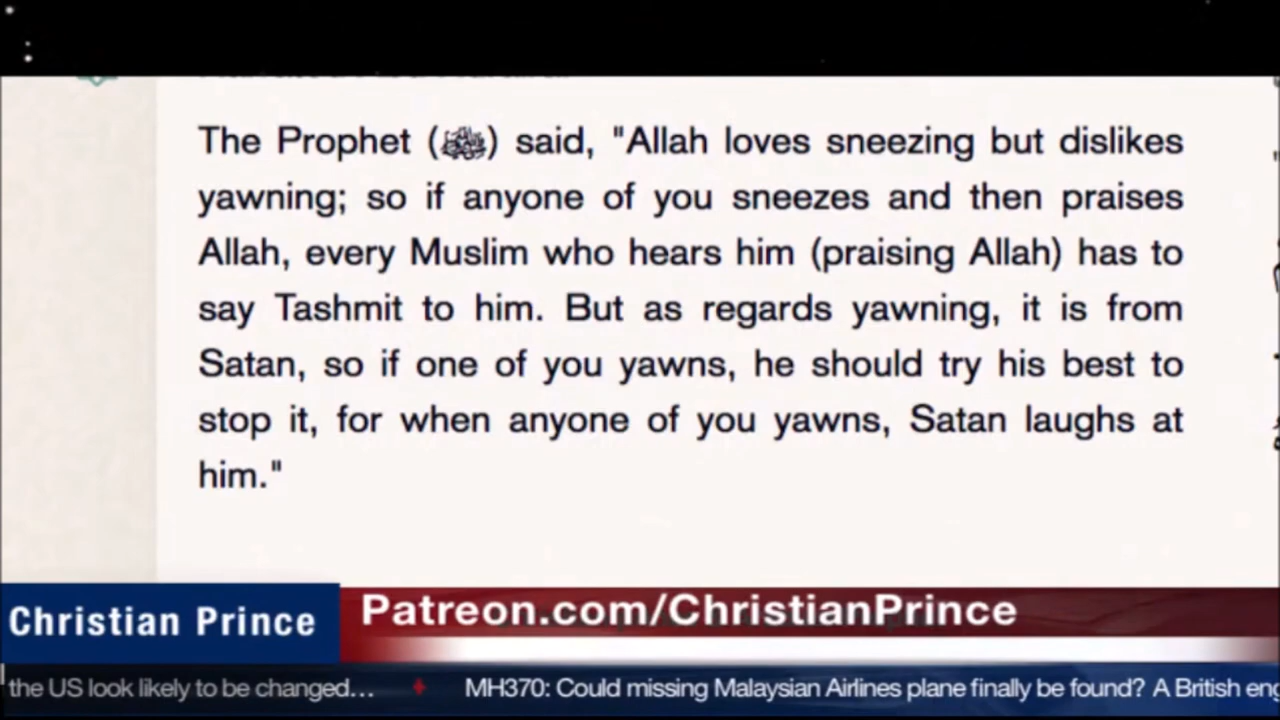 The Prophet (ﷺ) said, "Allah loves sneezing but dislikes
yawning; so if anyone of you sneezes and then praises
Allah, every Muslim who hears him (praising Allah) has to
say Tashmit to him. But as regards yawning, it is from
Satan, so if one of you yawns, he should try his best to
stop it, for when anyone of you yawns, Satan laughs at
him."
Christian Prince
Patreon.com/ChristianPrince
the US look likely to be changed...
MH370: Could missing Malaysian Airlines plane finally be found? A British eng